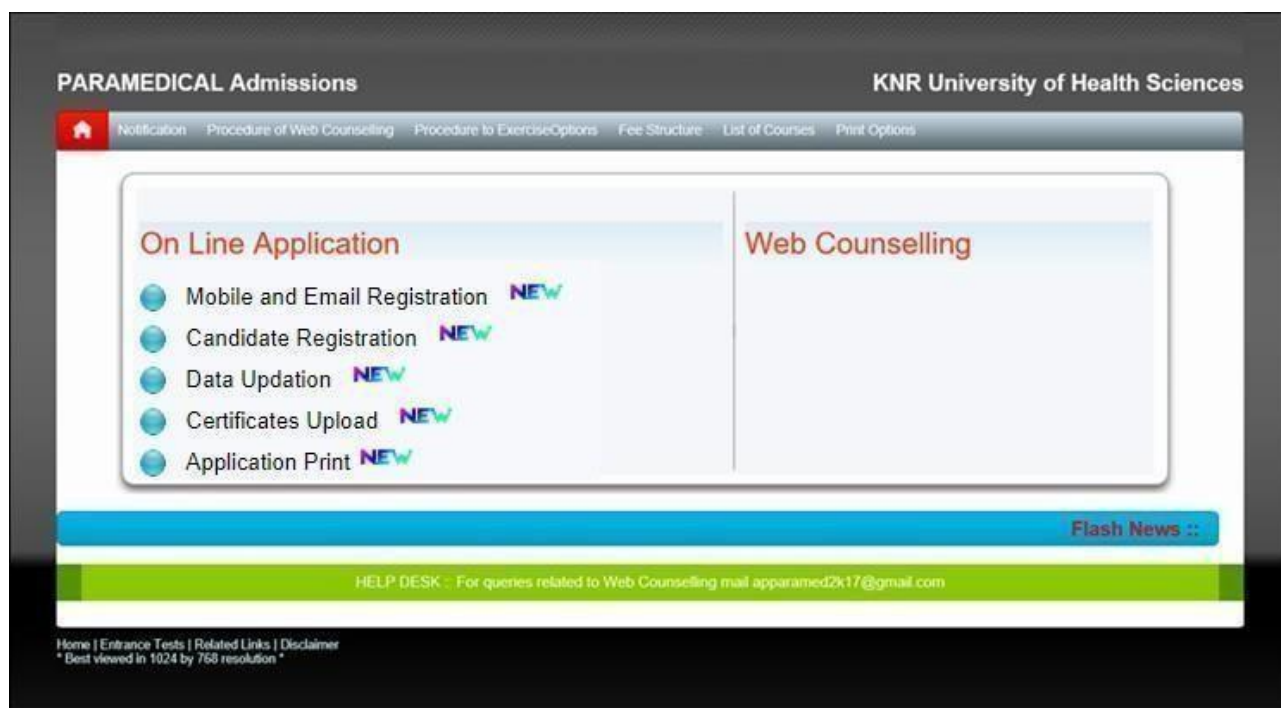 PARAMEDICAL Admissions
KNR University of Health Sciences
Notification Procedure of Web Counselling Procedure to ExerciseOptions Fee Structure List of Courses Print Options
On Line Application
Mobile and Email Registration NEW
Candidate Registration NEW
Data Updation NEW
Certificates Upload NEW
Application Print NEW
Web Counselling
Flash News ::
HELP DESK :: For queries related to Web Counselling mail apparamed2k17@gmail.com
Home | Entrance Tests | Related Links | Disclaimer
* Best viewed in 1024 by 768 resolution *